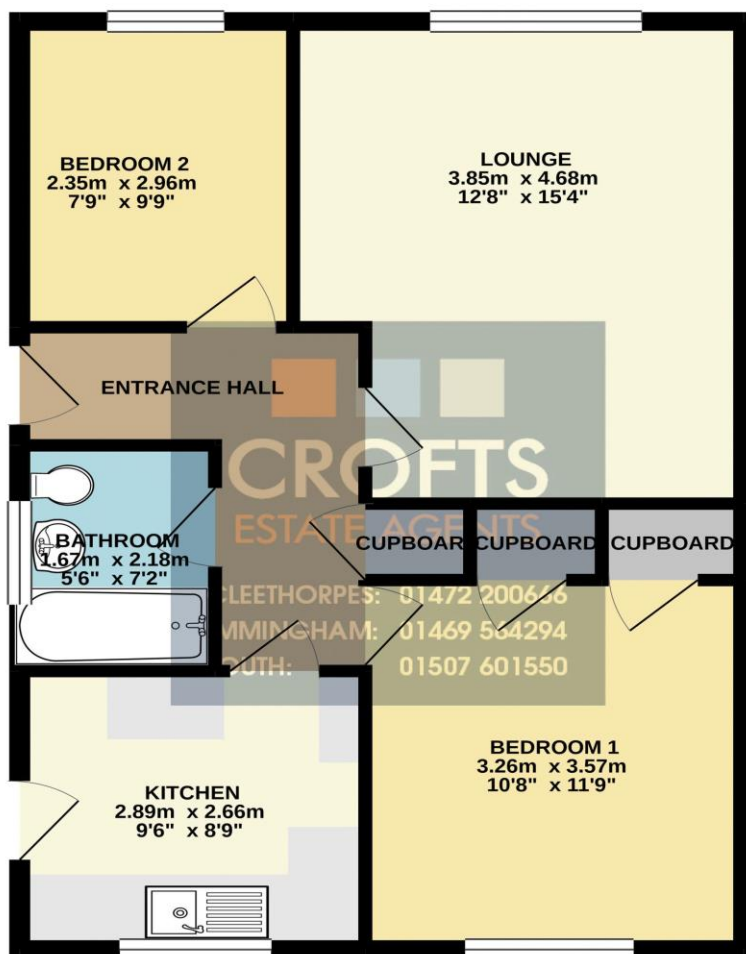 BEDROOM 2
2.35m x 2.96m
7'9" x 9'9"
LOUNGE
3.85m x 4.68m
12'8" x 15'4"
ENTRANCE HALL
CROFTS
ESTATE AGENTS
BATHROOM
1.67m x 2.18m
5'6" x 7'2"
CUPBOAR
CUPBOARD
CUPBOARD
CLEETHORPES: 01472 200666
MMINGHAM: 01469 564294
OUTH: 01507 601550
KITCHEN
2.89m x 2.66m
9'6" x 8'9"
BEDROOM 1
3.26m x 3.57m
10'8" x 11'9"